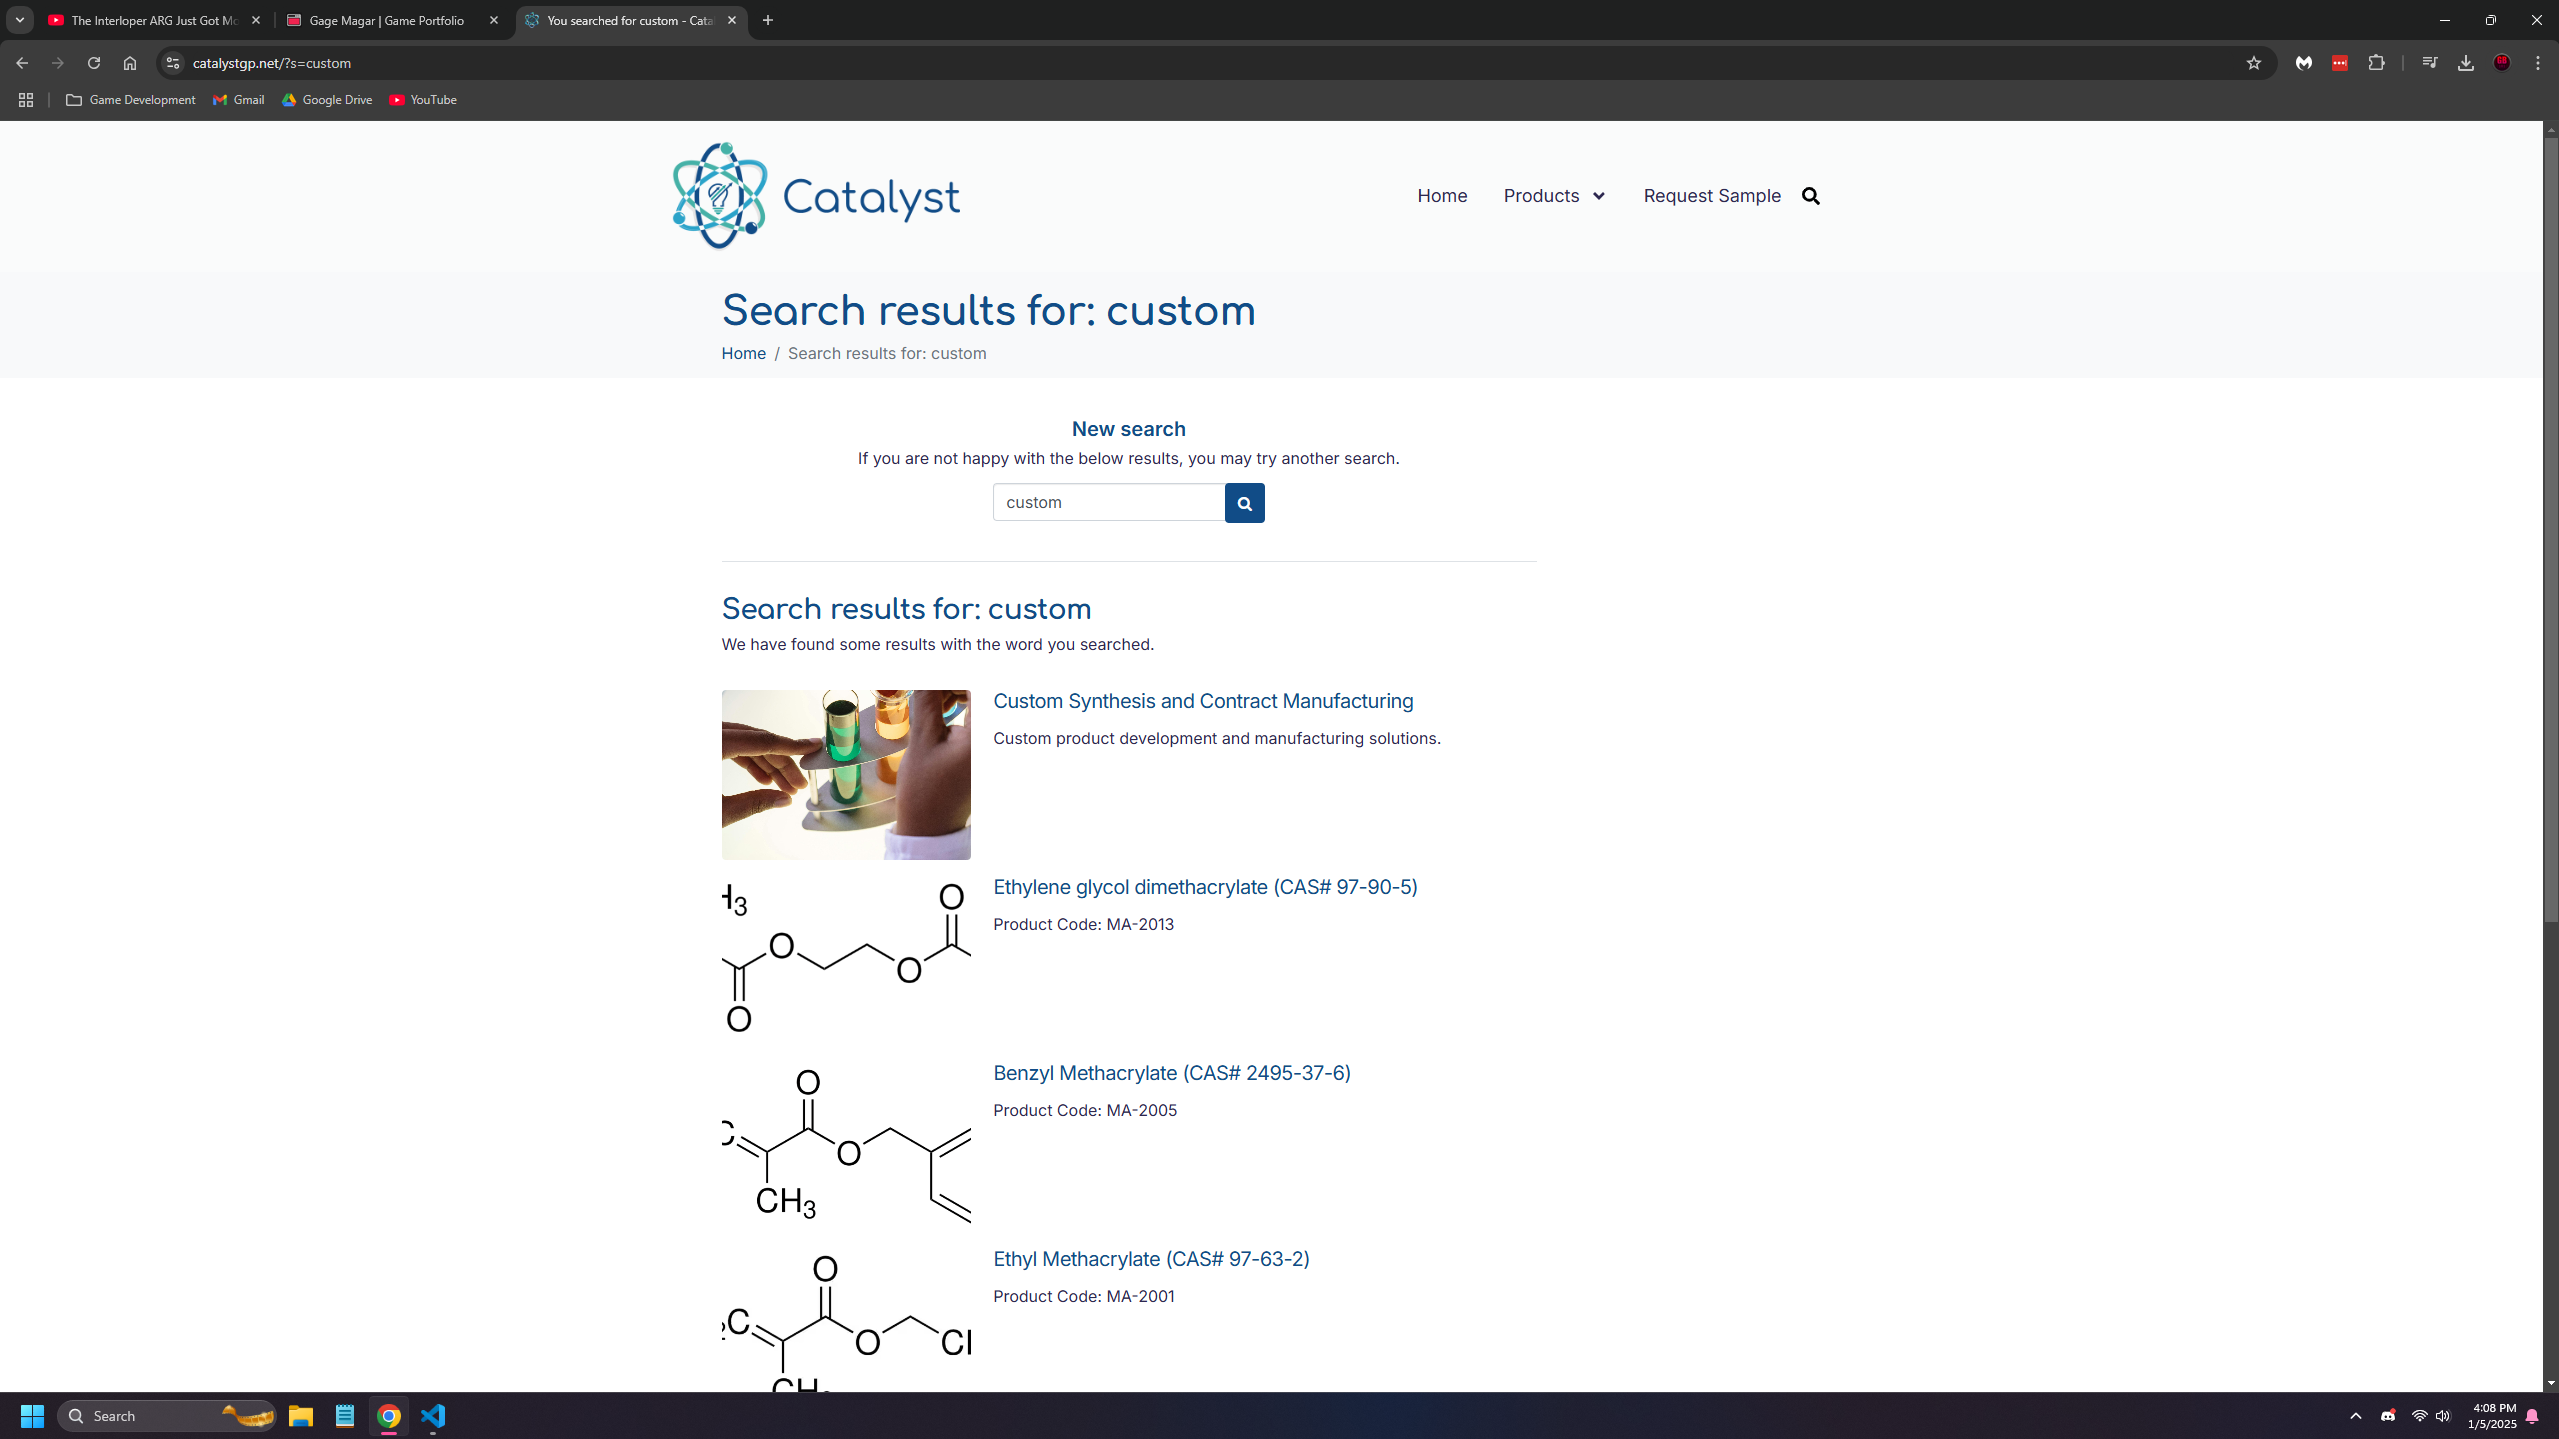 The Interloper ARG Just Got Mo
Gage Magar | Game Portfolio
You searched for custom - Cata
catalystgp.net/?s=custom
Game Development
Gmail
Google Drive
YouTube
Catalyst
Home
Products
Request Sample
Search results for: custom
Home / Search results for: custom
New search
If you are not happy with the below results, you may try another search.
custom
Search results for: custom
We have found some results with the word you searched.
Custom Synthesis and Contract Manufacturing
Custom product development and manufacturing solutions.
H3
O
O
O
O
Ethylene glycol dimethacrylate (CAS# 97-90-5)
Product Code: MA-2013
O
C
O
CH3
Benzyl Methacrylate (CAS# 2495-37-6)
Product Code: MA-2005
O
C
O
CH
Ethyl Methacrylate (CAS# 97-63-2)
Product Code: MA-2001
Search
4:08 PM
1/5/2025